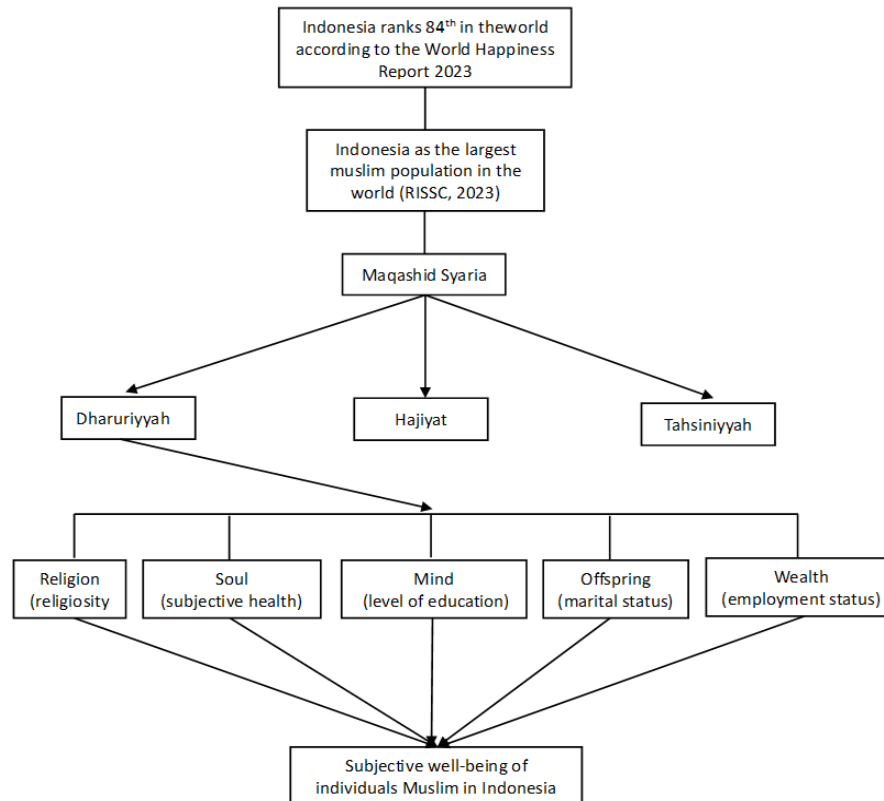 Indonesia ranks 84th in theworld
according to the World Happiness
Report 2023
Indonesia as the largest
muslim population in the
world (RISSC, 2023)
Maqashid Syaria
Dharuriyyah
Hajiyat
Tahsiniyyah
Religion
(religiosity
Soul
(subjective health)
Mind
(level of education)
Offspring
(marital status)
Wealth
(employment status)
Subjective well-being of
individuals Muslim in Indonesia